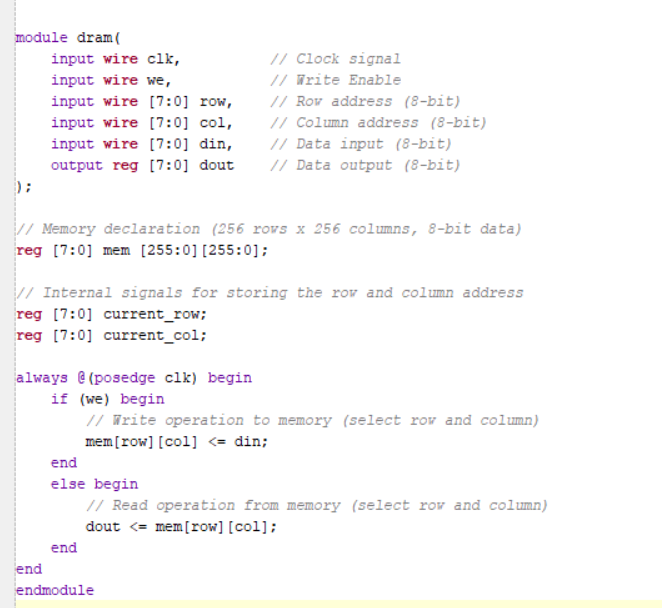 module dram(
    input wire clk,         // Clock signal
    input wire we,          // Write Enable
    input wire [7:0] row,   // Row address (8-bit)
    input wire [7:0] col,   // Column address (8-bit)
    input wire [7:0] din,   // Data input (8-bit)
    output reg [7:0] dout   // Data output (8-bit)
);
// Memory declaration (256 rows x 256 columns, 8-bit data)
reg [7:0] mem [255:0][255:0];
// Internal signals for storing the row and column address
reg [7:0] current_row;
reg [7:0] current_col;
always @(posedge clk) begin
    if (we) begin
        // Write operation to memory (select row and column)
        mem[row][col] <= din;
    end
    else begin
        // Read operation from memory (select row and column)
        dout <= mem[row][col];
    end
end
endmodule